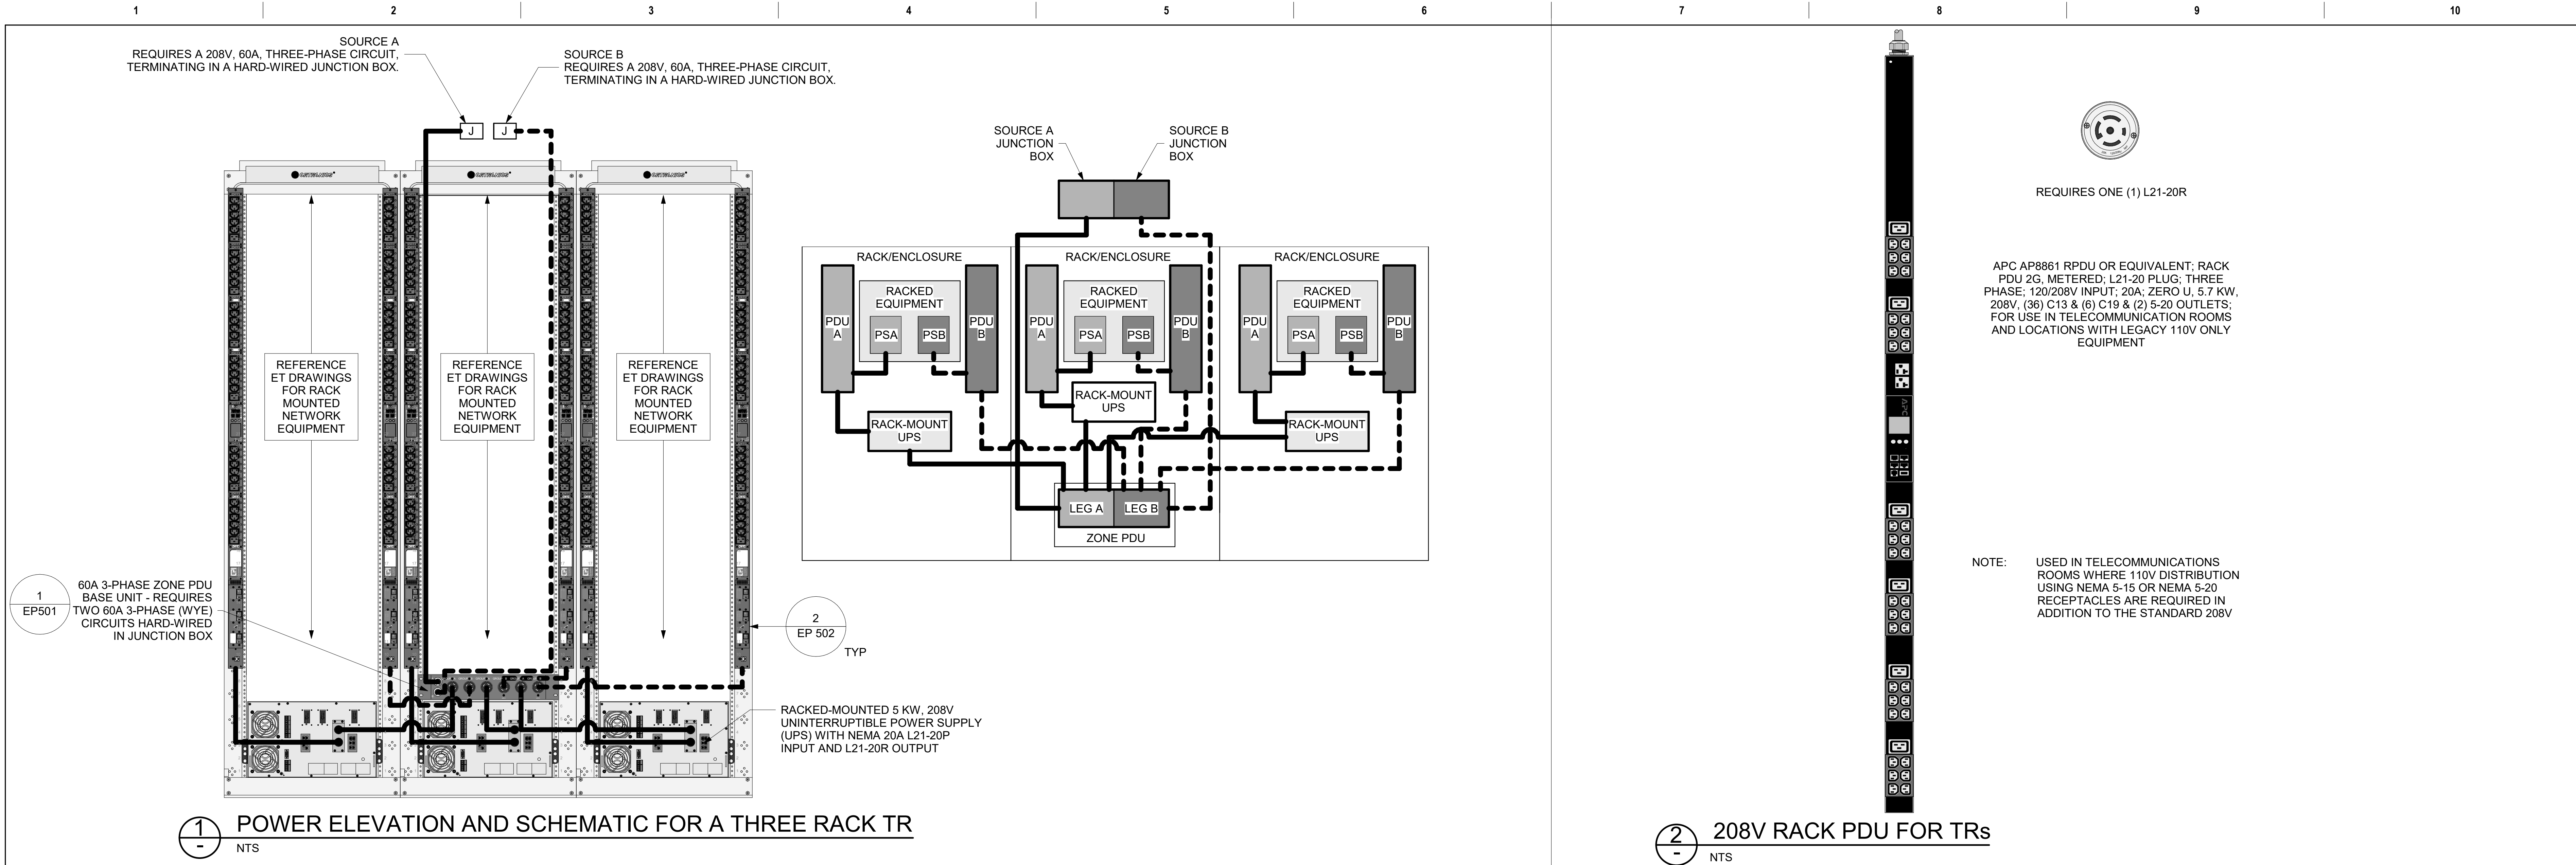 1
2
3
4
5
6
7
8
9
10
SOURCE A
REQUIRES A 208V, 60A, THREE-PHASE CIRCUIT,
TERMINATING IN A HARD-WIRED JUNCTION BOX.
SOURCE B
REQUIRES A 208V, 60A, THREE-PHASE CIRCUIT,
TERMINATING IN A HARD-WIRED JUNCTION BOX.
J
J
REFERENCE
ET DRAWINGS
FOR RACK
MOUNTED
NETWORK
EQUIPMENT
REFERENCE
ET DRAWINGS
FOR RACK
MOUNTED
NETWORK
EQUIPMENT
REFERENCE
ET DRAWINGS
FOR RACK
MOUNTED
NETWORK
EQUIPMENT
1
EP501
60A 3-PHASE ZONE PDU
BASE UNIT - REQUIRES
TWO 60A 3-PHASE (WYE)
CIRCUITS HARD-WIRED
IN JUNCTION BOX
2
EP 502
TYP
RACKED-MOUNTED 5 KW, 208V
UNINTERRUPTIBLE POWER SUPPLY
(UPS) WITH NEMA 20A L21-20P
INPUT AND L21-20R OUTPUT
SOURCE A
JUNCTION
BOX
SOURCE B
JUNCTION
BOX
RACK/ENCLOSURE
RACKED
EQUIPMENT
PDU
A
PSA
PSB
PDU
B
RACK-MOUNT
UPS
RACK/ENCLOSURE
RACKED
EQUIPMENT
PDU
A
PSA
PSB
PDU
B
RACK-MOUNT
UPS
RACK/ENCLOSURE
RACKED
EQUIPMENT
PDU
A
PSA
PSB
PDU
B
RACK-MOUNT
UPS
LEG A
LEG B
ZONE PDU
1
-
POWER ELEVATION AND SCHEMATIC FOR A THREE RACK TR
NTS
APC
REQUIRES ONE (1) L21-20R
APC AP8861 RPDU OR EQUIVALENT; RACK
PDU 2G, METERED; L21-20 PLUG; THREE
PHASE; 120/208V INPUT; 20A; ZERO U, 5.7 KW,
208V, (36) C13 & (6) C19 & (2) 5-20 OUTLETS;
FOR USE IN TELECOMMUNICATION ROOMS
AND LOCATIONS WITH LEGACY 110V ONLY
EQUIPMENT
NOTE: USED IN TELECOMMUNICATIONS
ROOMS WHERE 110V DISTRIBUTION
USING NEMA 5-15 OR NEMA 5-20
RECEPTACLES ARE REQUIRED IN
ADDITION TO THE STANDARD 208V
2
-
208V RACK PDU FOR TRs
NTS